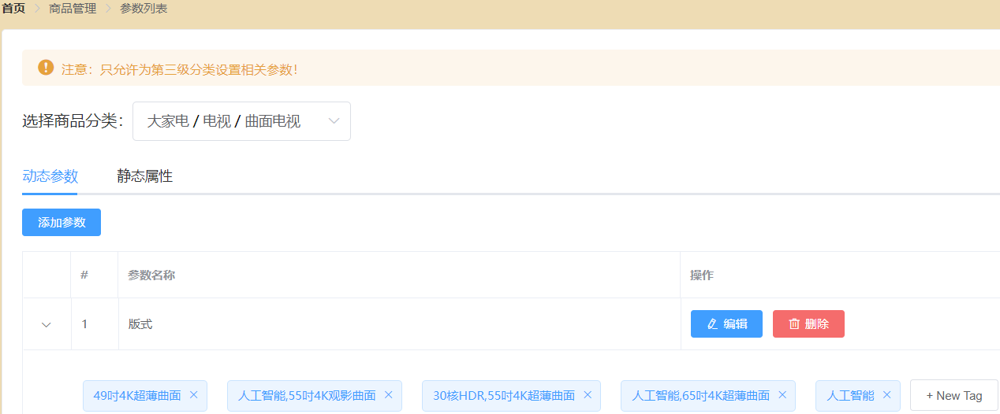 首页 商品管理 参数列表
注意：只允许为第三级分类设置相关参数！
选择商品分类： 大家电 / 电视 / 曲面电视
动态参数 静态属性
添加参数
# 参数名称 操作
1 版式 编辑 删除
49吋4K超薄曲面 人工智能,55吋4K观影曲面 30核HDR,55吋4K超薄曲面 人工智能,65吋4K超薄曲面 人工智能 + New Tag